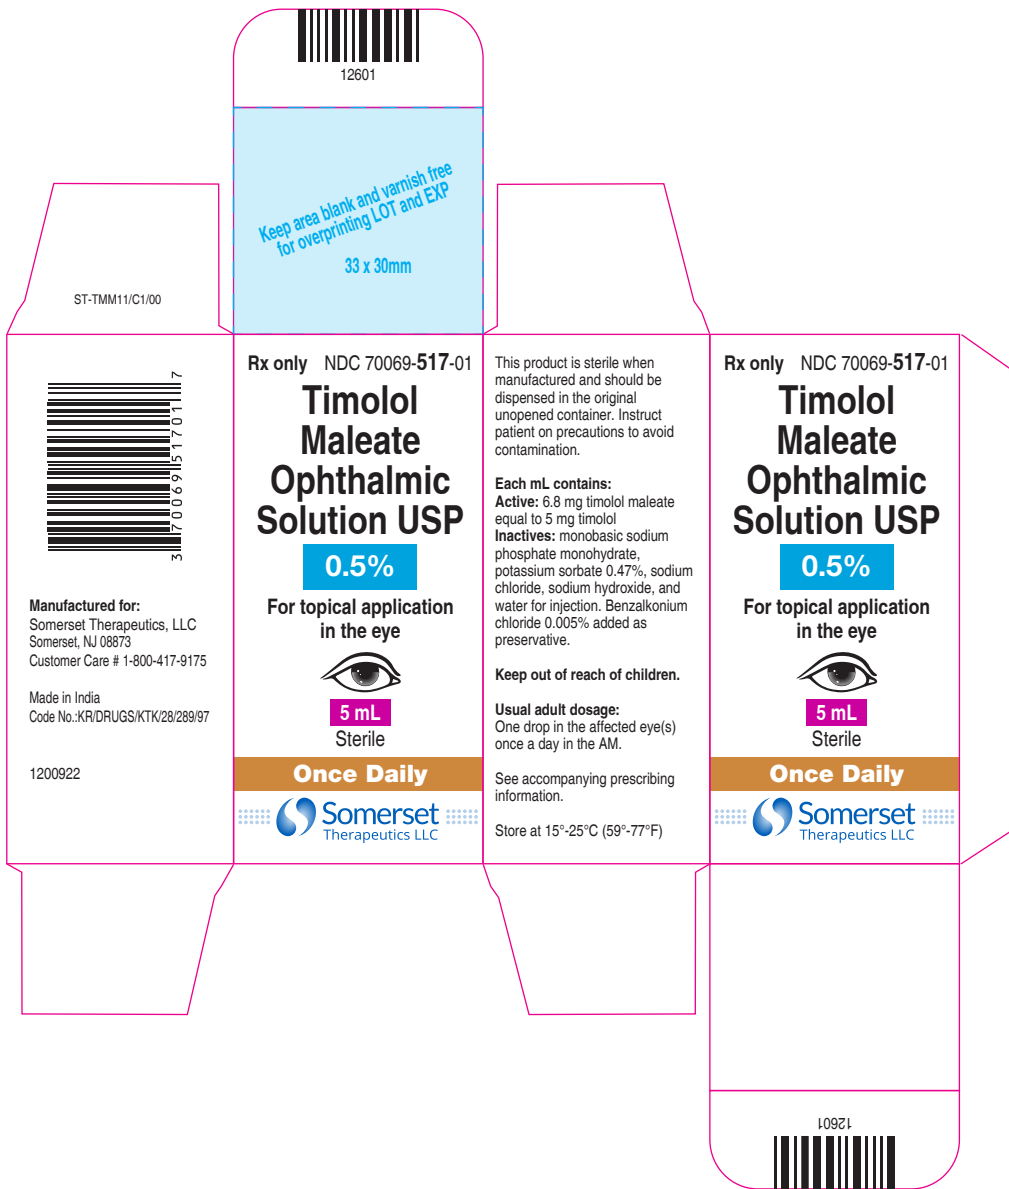 12601
Keep area blank and varnish free
for overprinting LOT and EXP
33 x 30mm
ST-TMM11/C1/00
3 70069 51701 7
Manufactured for:
Somerset Therapeutics, LLC
Somerset, NJ 08873
Customer Care # 1-800-417-9175
Made in India
Code No.:KR/DRUGS/KTK/28/289/97
1200922
Rx only NDC 70069-517-01
Timolol
Maleate
Ophthalmic
Solution USP
0.5%
For topical application
in the eye
5 mL
Sterile
Once Daily
Somerset
Therapeutics LLC
This product is sterile when
manufactured and should be
dispensed in the original
unopened container. Instruct
patient on precautions to avoid
contamination.
Each mL contains:
Active: 6.8 mg timolol maleate
equal to 5 mg timolol
Inactives: monobasic sodium
phosphate monohydrate,
potassium sorbate 0.47%, sodium
chloride, sodium hydroxide, and
water for injection. Benzalkonium
chloride 0.005% added as
preservative.
Keep out of reach of children.
Usual adult dosage:
One drop in the affected eye(s)
once a day in the AM.
See accompanying prescribing
information.
Store at 15°-25°C (59°-77°F)
Rx only NDC 70069-517-01
Timolol
Maleate
Ophthalmic
Solution USP
0.5%
For topical application
in the eye
5 mL
Sterile
Once Daily
Somerset
Therapeutics LLC
12601